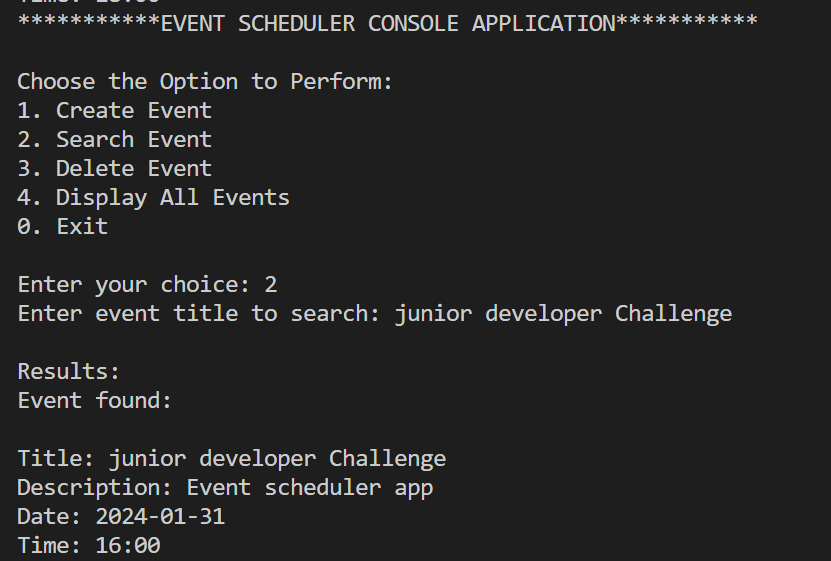 ***********EVENT SCHEDULER CONSOLE APPLICATION***********
Choose the Option to Perform:
1. Create Event
2. Search Event
3. Delete Event
4. Display All Events
0. Exit
Enter your choice: 2
Enter event title to search: junior developer Challenge
Results:
Event found:
Title: junior developer Challenge
Description: Event scheduler app
Date: 2024-01-31
Time: 16:00